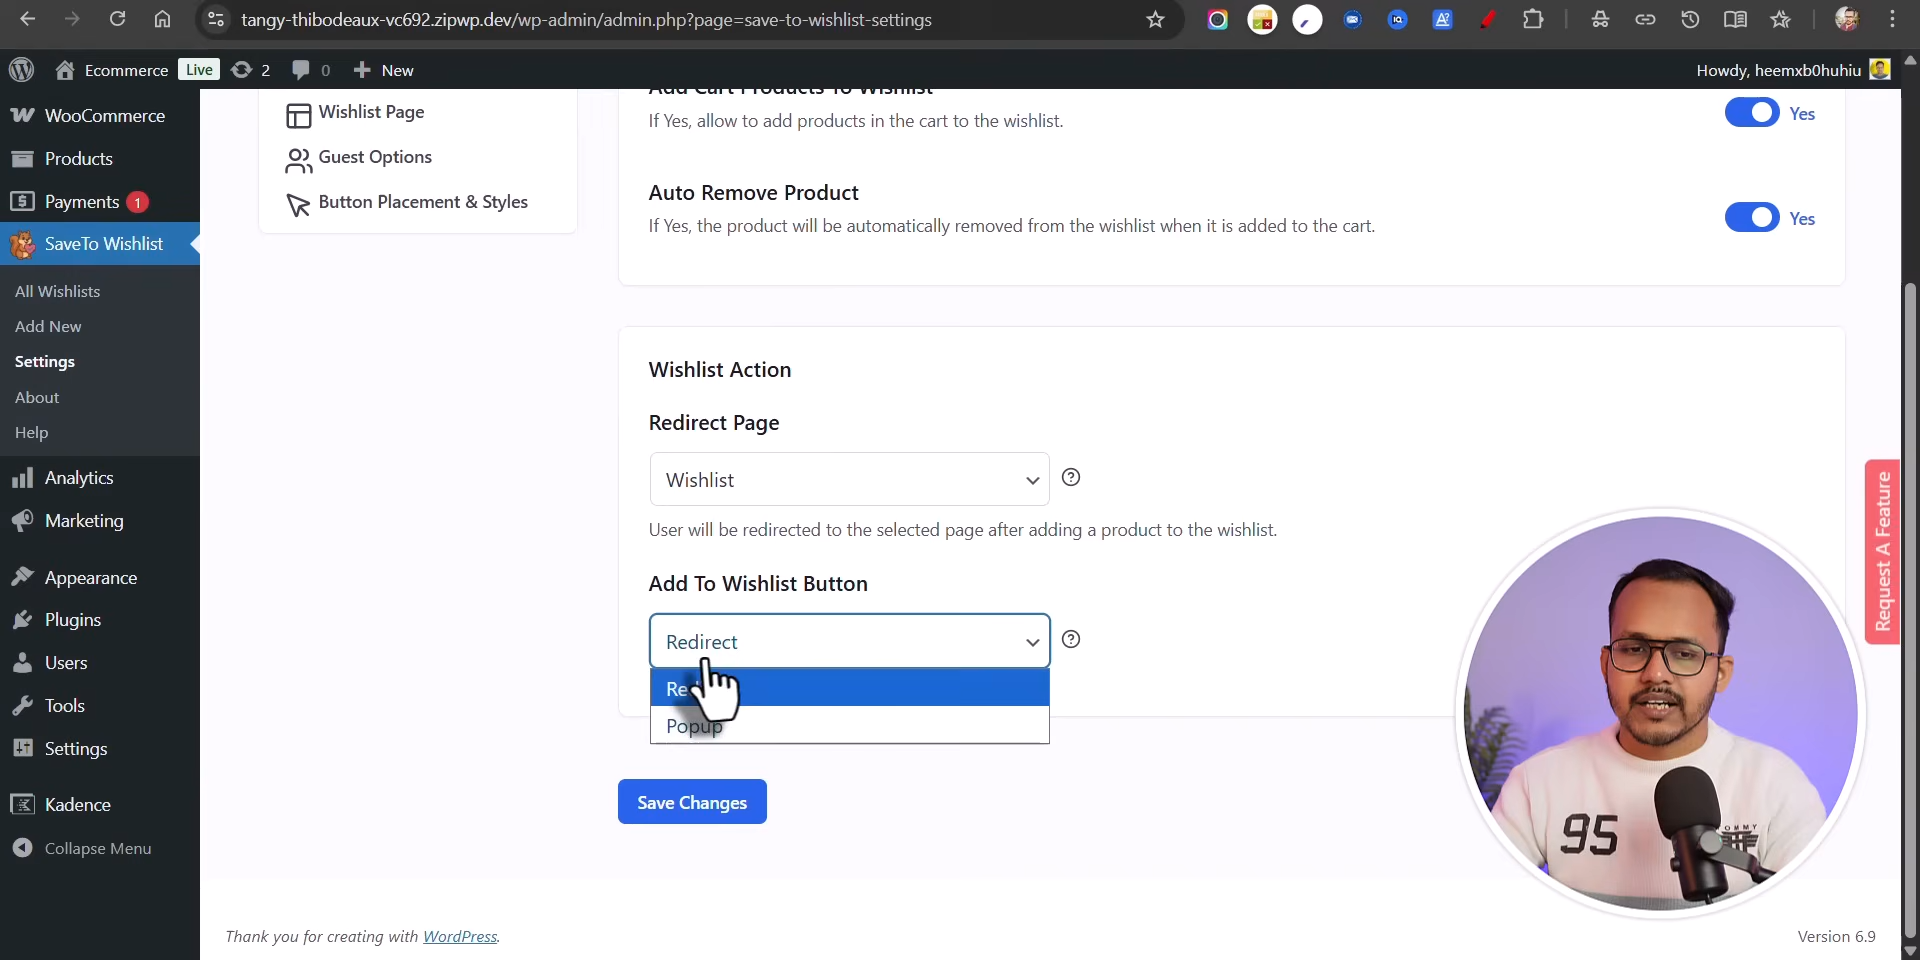 tangy-thibodeaux-vc692.zipwp.dev/wp-admin/admin.php?page=save-to-wishlist-settings
Ecommerce Live 2 0 New
Howdy, heemxb0huhiu
WooCommerce
Products
Payments 1
SaveTo Wishlist
All Wishlists
Add New
Settings
About
Help
Analytics
Marketing
Appearance
Plugins
Users
Tools
Settings
Kadence
Collapse Menu
Wishlist Page
Guest Options
Button Placement & Styles
Add Cart Products To Wishlist
If Yes, allow to add products in the cart to the wishlist.
Yes
Auto Remove Product
If Yes, the product will be automatically removed from the wishlist when it is added to the cart.
Yes
Wishlist Action
Redirect Page
Wishlist
User will be redirected to the selected page after adding a product to the wishlist.
Add To Wishlist Button
Redirect
Popup
Save Changes
Request A Feature
95
Thank you for creating with WordPress.
Version 6.9